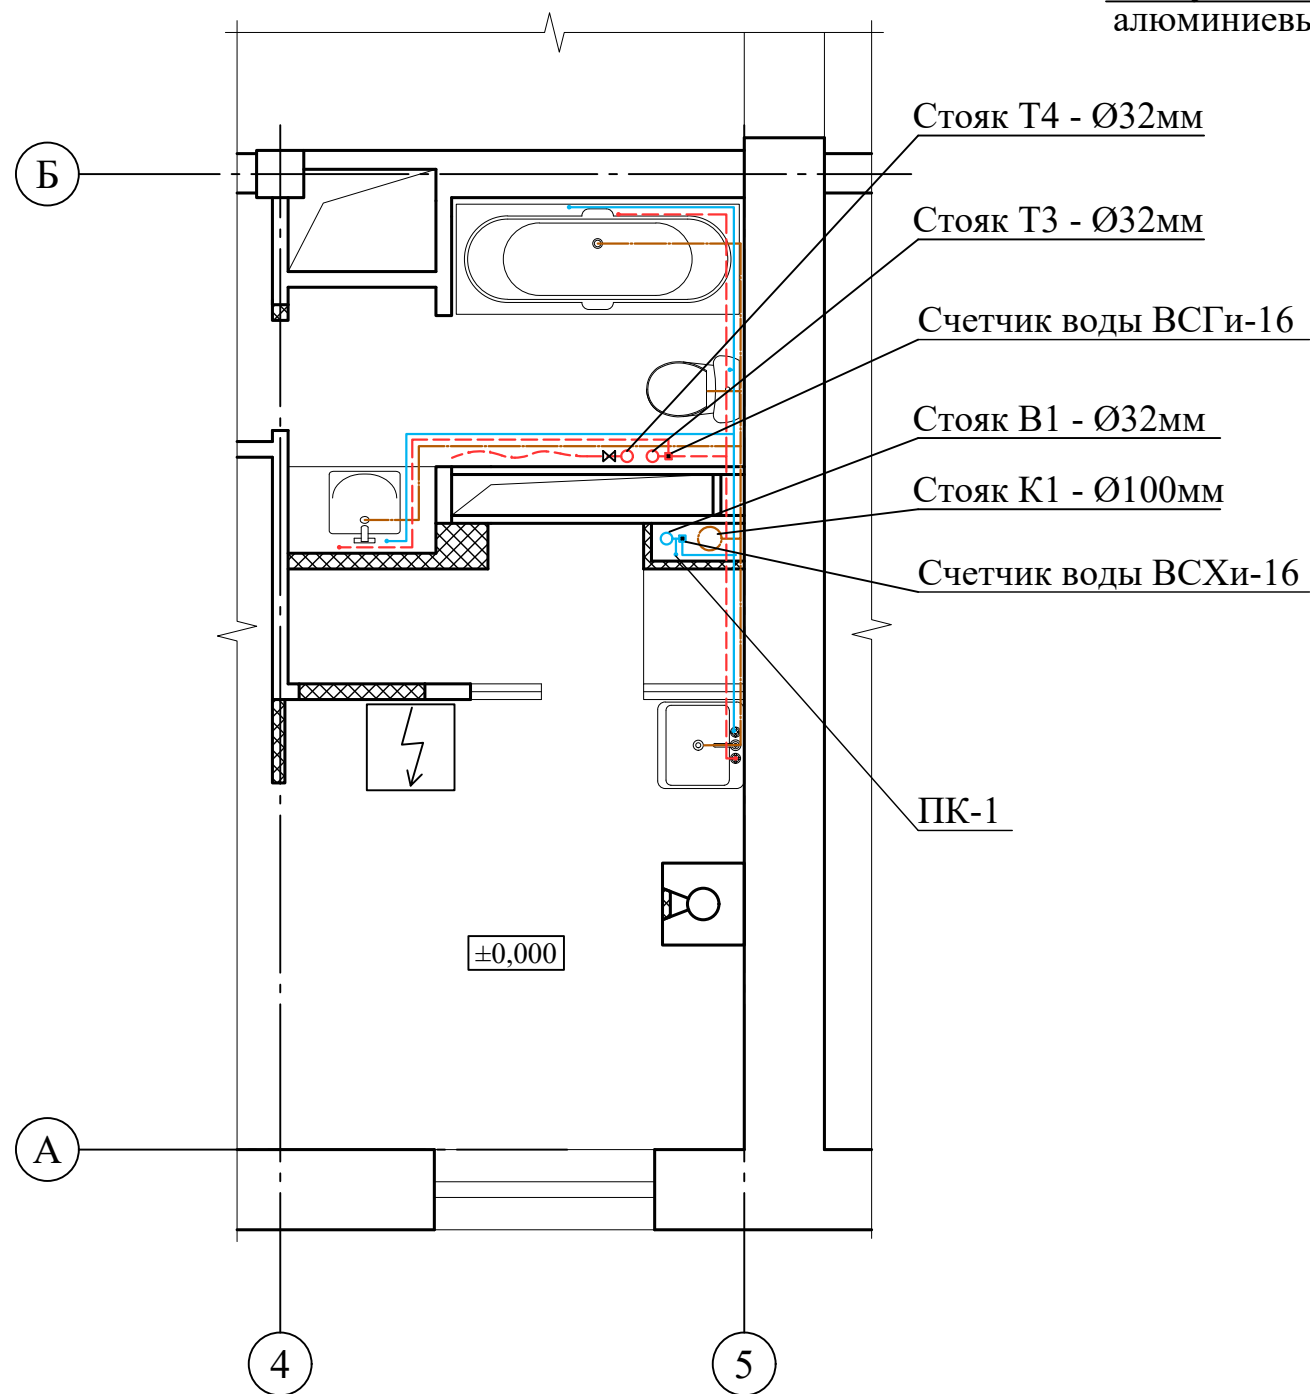 алюминиевы
Стояк Т4 - Ø32мм
Б
Стояк Т3 - Ø32мм
Счетчик воды ВСГи-16
Стояк В1 - Ø32мм
Стояк К1 - Ø100мм
Счетчик воды ВСХи-16
ПК-1
±0,000
А
4
5